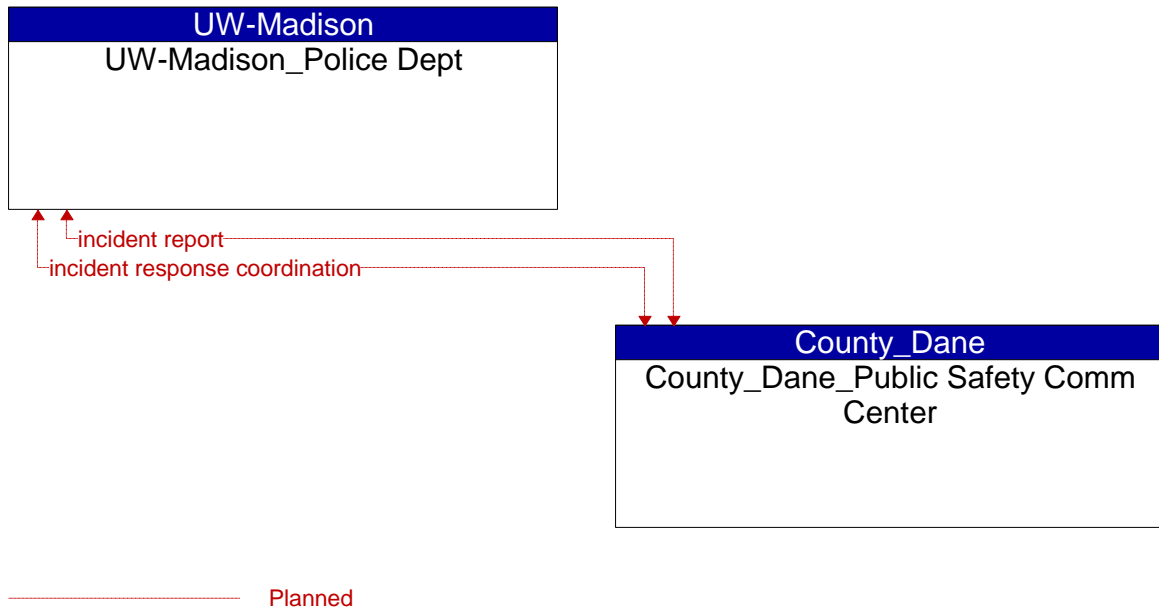 UW-Madison
UW-Madison_Police Dept
incident report
incident response coordination
County_Dane
County_Dane_Public Safety Comm
Center
Planned